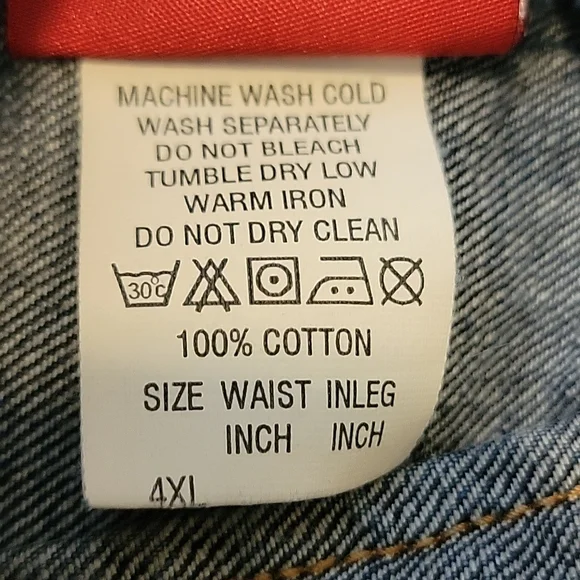 MACHINE WASH COLD
WASH SEPARATELY
DO NOT BLEACH
TUMBLE DRY LOW
WARM IRON
DO NOT DRY CLEAN
30°C
100% COTTON
SIZE WAIST INLEG
INCH INCH
4XL